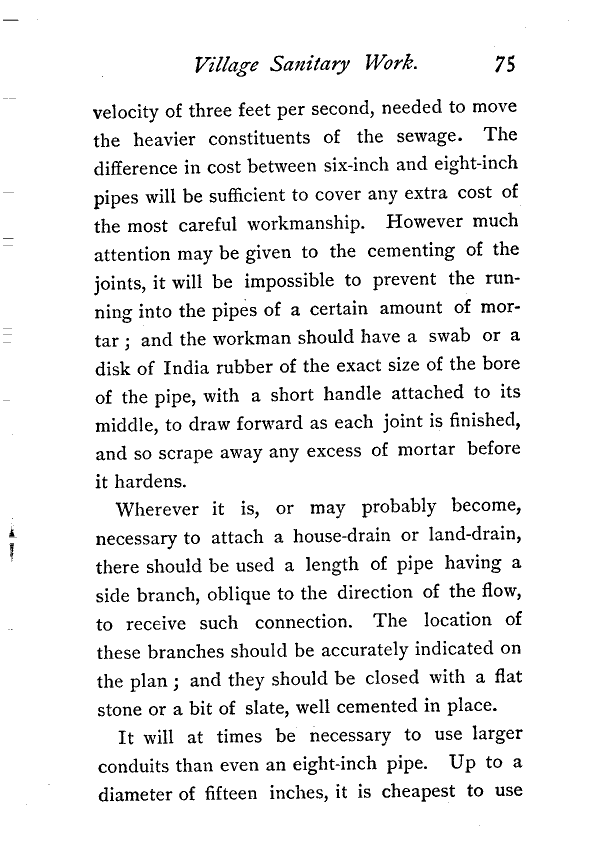 Village Sanitary Work. 75
velocity of three feet per second, needed to move
the heavier constituents of the sewage. The
difference in cost between six-inch and eight-inch
pipes will be sufficient to cover any extra cost of
the most careful workmanship. However much
attention may be given to the cementing of the
joints, it will be impossible to prevent the run-
ning into the pipes of a certain amount of mor-
tar ; and the workman should have a swab or a
disk of India rubber of the exact size of the bore
of the pipe, with a short handle attached to its
middle, to draw forward as each joint is finished,
and so scrape away any excess of mortar before
it hardens.
Wherever it is, or may probably become,
necessary to attach a house-drain or land-drain,
there should be used a length of pipe having a
side branch, oblique to the direction of the flow,
to receive such connection. The location of
these branches should be accurately indicated on
the plan ; and they should be closed with a flat
stone or a bit of slate, well cemented in place.
It will at times be necessary to use larger
conduits than even an eight-inch pipe. Up to a
diameter of fifteen inches, it is cheapest to use